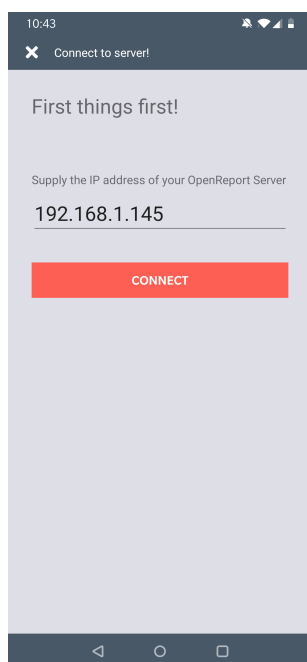 10:43
Connect to server!
First things first!
Supply the IP address of your OpenReport Server
192.168.1.145
CONNECT